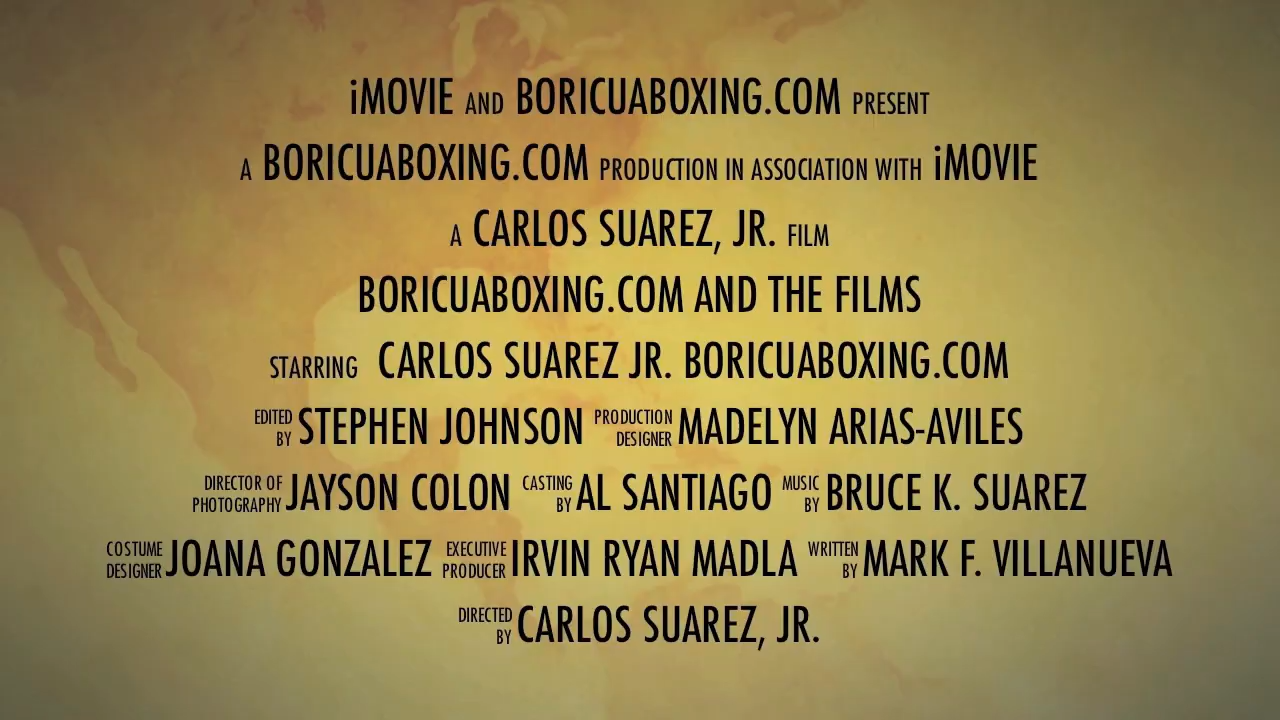 iMOVIE AND BORICUABOXING.COM PRESENT
A BORICUABOXING.COM PRODUCTION IN ASSOCIATION WITH iMOVIE
A CARLOS SUAREZ, JR. FILM
BORICUABOXING.COM AND THE FILMS
STARRING CARLOS SUAREZ JR. BORICUABOXING.COM
EDITED BY STEPHEN JOHNSON PRODUCTION DESIGNER MADELYN ARIAS-AVILES
DIRECTOR OF PHOTOGRAPHY JAYSON COLON CASTING BY AL SANTIAGO MUSIC BY BRUCE K. SUAREZ
COSTUME DESIGNER JOANA GONZALEZ EXECUTIVE PRODUCER IRVIN RYAN MADLA WRITTEN BY MARK F. VILLANUEVA
DIRECTED BY CARLOS SUAREZ, JR.